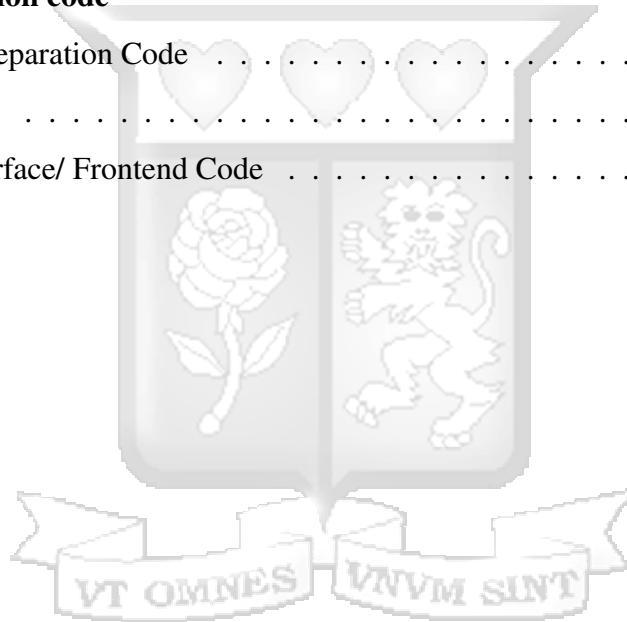 ion code
eparation Code . . . . . . . . . . . . . . . . . .
. . . . . . . . . . . . . . . . . . . . . . . . . .
rface/ Frontend Code . . . . . . . . . . . . . . .
VT OMNES VNVM SINT